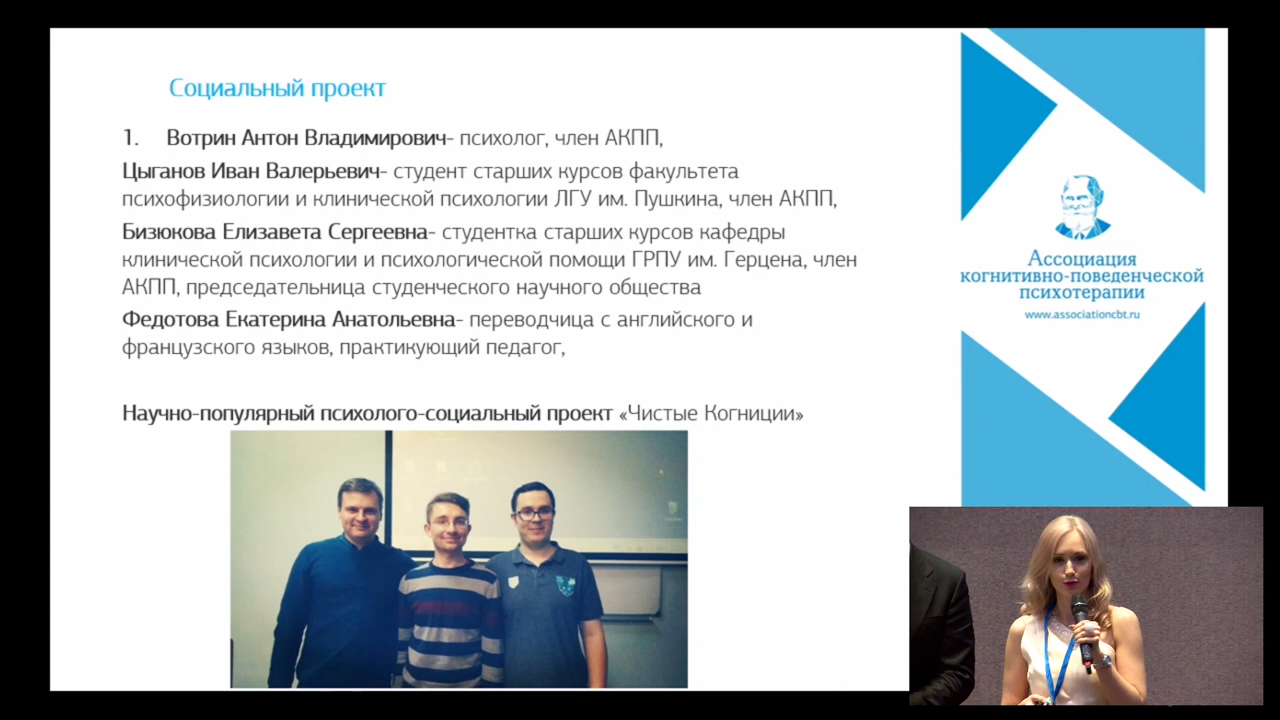 Социальный проект
1. Вотрин Антон Владимирович- психолог, член АКПП,
Цыганов Иван Валерьевич- студент старших курсов факультета
психофизиологии и клинической психологии ЛГУ им. Пушкина, член АКПП,
Бизюкова Елизавета Сергеевна- студентка старших курсов кафедры
клинической психологии и психологической помощи ГРПУ им. Герцена, член
АКПП, председательница студенческого научного общества
Федотова Екатерина Анатольевна- переводчица с английского и
французского языков, практикующий педагог,
Научно-популярный психолого-социальный проект «Чистые Когниции»
Ассоциация
когнитивно-поведенческой
психотерапии
www.associationcbt.ru